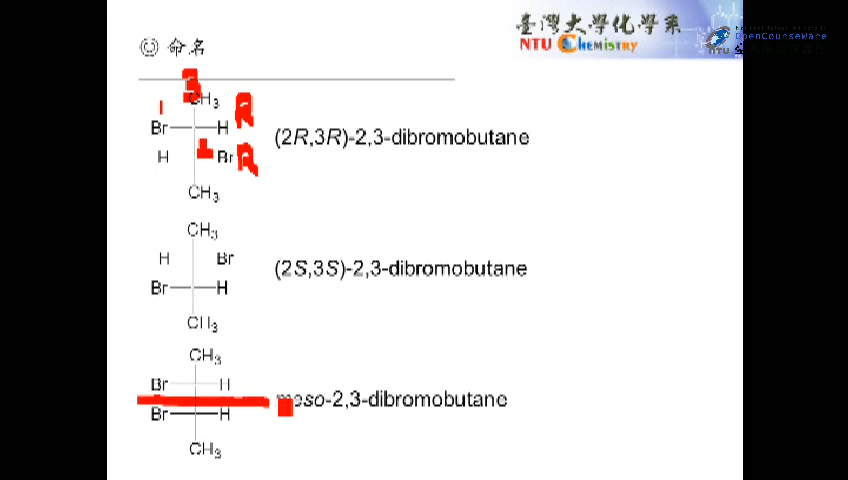 臺灣大學化學系
NTU CHEMISTRY
OpenCourseWare
NTU
◎ 命名
CH3
1
Br H R
H Br R
CH3
(2R,3R)-2,3-dibromobutane
CH3
H Br
Br H
CH3
(2S,3S)-2,3-dibromobutane
CH3
Br H
Br H
CH3
meso-2,3-dibromobutane